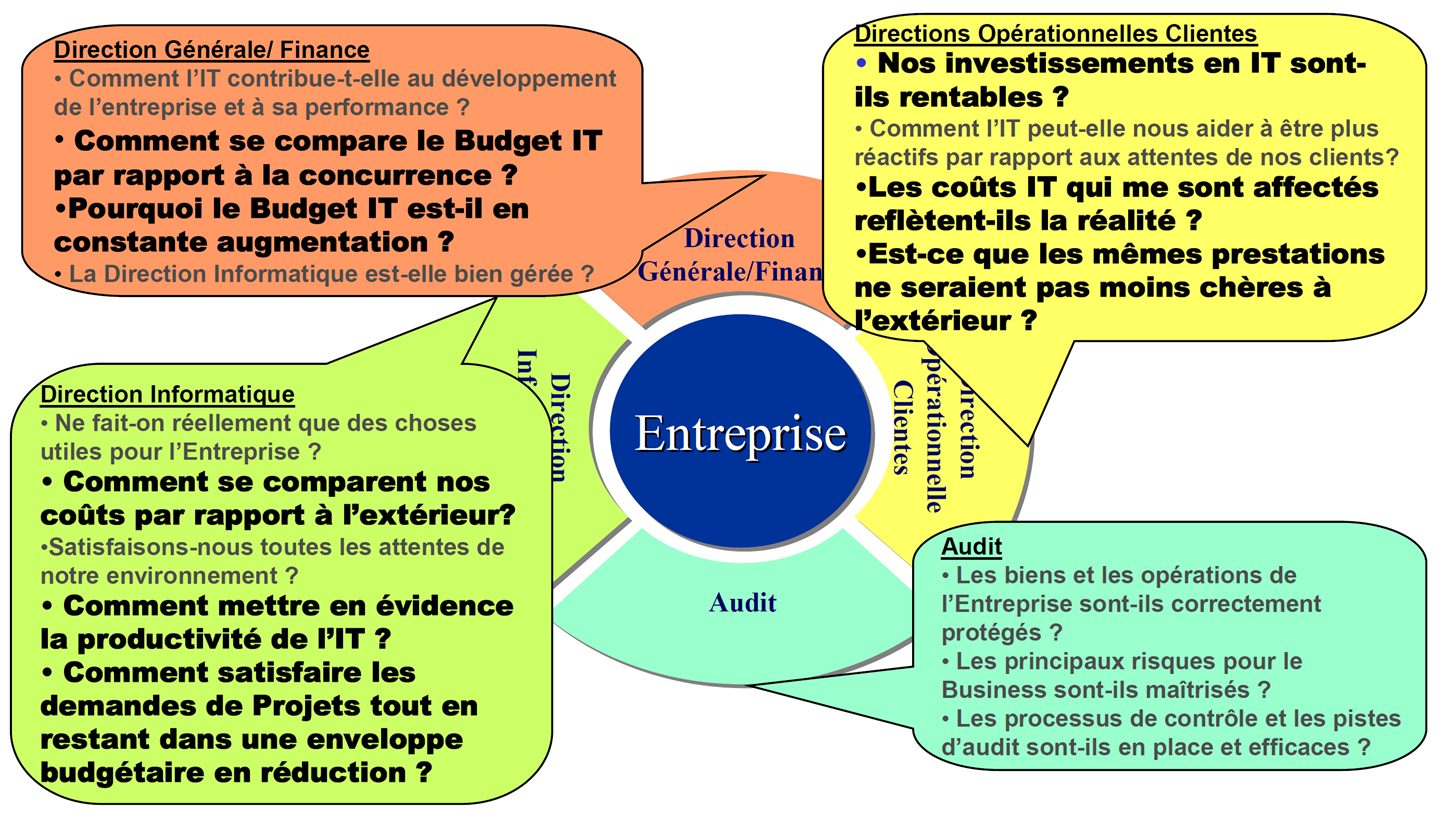 Direction Générale/ Finance
• Comment l’IT contribue-t-elle au développement
de l’entreprise et à sa performance ?
• Comment se compare le Budget IT
par rapport à la concurrence ?
•Pourquoi le Budget IT est-il en
constante augmentation ?
• La Direction Informatique est-elle bien gérée ?
Directions Opérationnelles Clientes
• Nos investissements en IT sont-
ils rentables ?
• Comment l’IT peut-elle nous aider à être plus
réactifs par rapport aux attentes de nos clients?
•Les coûts IT qui me sont affectés
reflètent-ils la réalité ?
•Est-ce que les mêmes prestations
ne seraient pas moins chères à
l’extérieur ?
Direction
Générale/Finan
Direction
Inf
Entreprise
Direction
Opérationnelle
Clientes
Audit
Direction Informatique
• Ne fait-on réellement que des choses
utiles pour l’Entreprise ?
• Comment se comparent nos
coûts par rapport à l’extérieur?
•Satisfaisons-nous toutes les attentes de
notre environnement ?
• Comment mettre en évidence
la productivité de l’IT ?
• Comment satisfaire les
demandes de Projets tout en
restant dans une enveloppe
budgétaire en réduction ?
Audit
• Les biens et les opérations de
l’Entreprise sont-ils correctement
protégés ?
• Les principaux risques pour le
Business sont-ils maîtrisés ?
• Les processus de contrôle et les pistes
d’audit sont-ils en place et efficaces ?